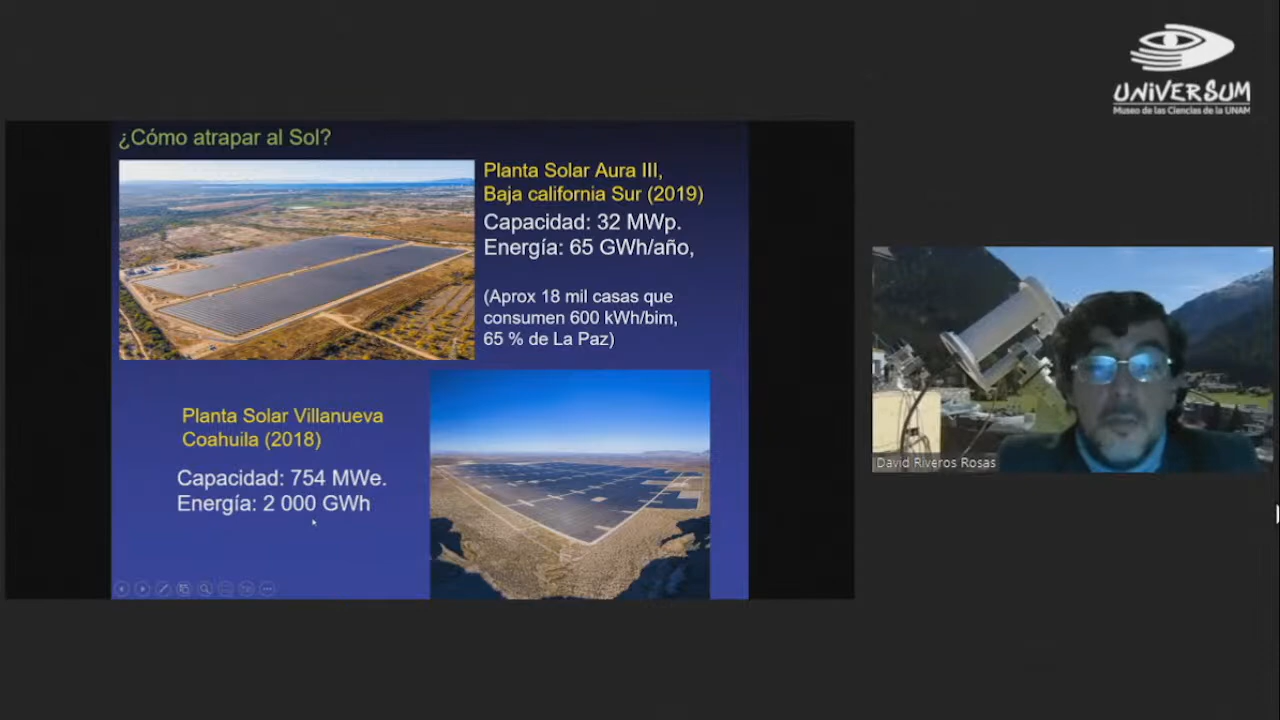 UNiVERSUM
Museo de las Ciencias de la UNAM
¿Cómo atrapar al Sol?
Planta Solar Aura III,
Baja california Sur (2019)
Capacidad: 32 MWp.
Energía: 65 GWh/año,
(Aprox 18 mil casas que
consumen 600 kWh/bim,
65 % de La Paz)
Planta Solar Villanueva
Coahuila (2018)
Capacidad: 754 MWe.
Energía: 2 000 GWh
David Riveros Rosas